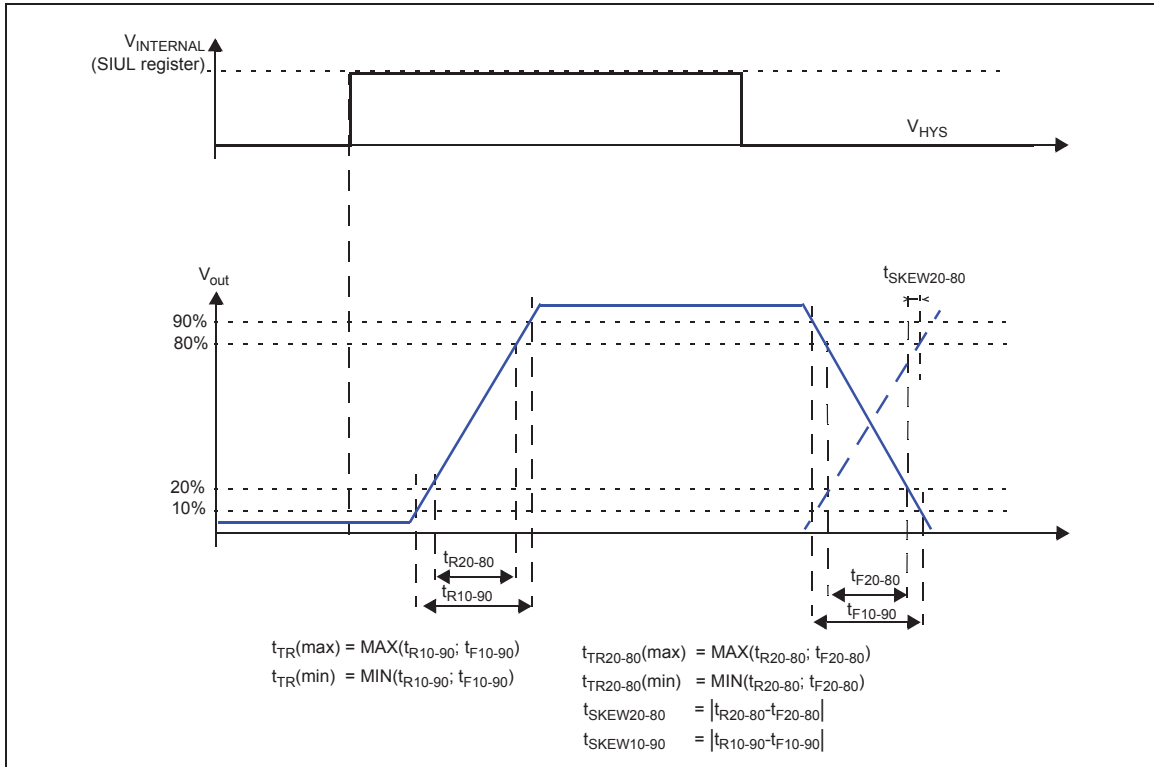 VINTERNAL
(SIUL register)
VHYS
Vout
tSKEW20-80
90%
80%
20%
10%
tR20-80
tR10-90
tF20-80
tF10-90
tTR(max) = MAX(tR10-90; tF10-90)
tTR(min) = MIN(tR10-90; tF10-90)
tTR20-80(max) = MAX(tR20-80; tF20-80)
tTR20-80(min) = MIN(tR20-80; tF20-80)
tSKEW20-80 = |tR20-80-tF20-80|
tSKEW10-90 = |tR10-90-tF10-90|